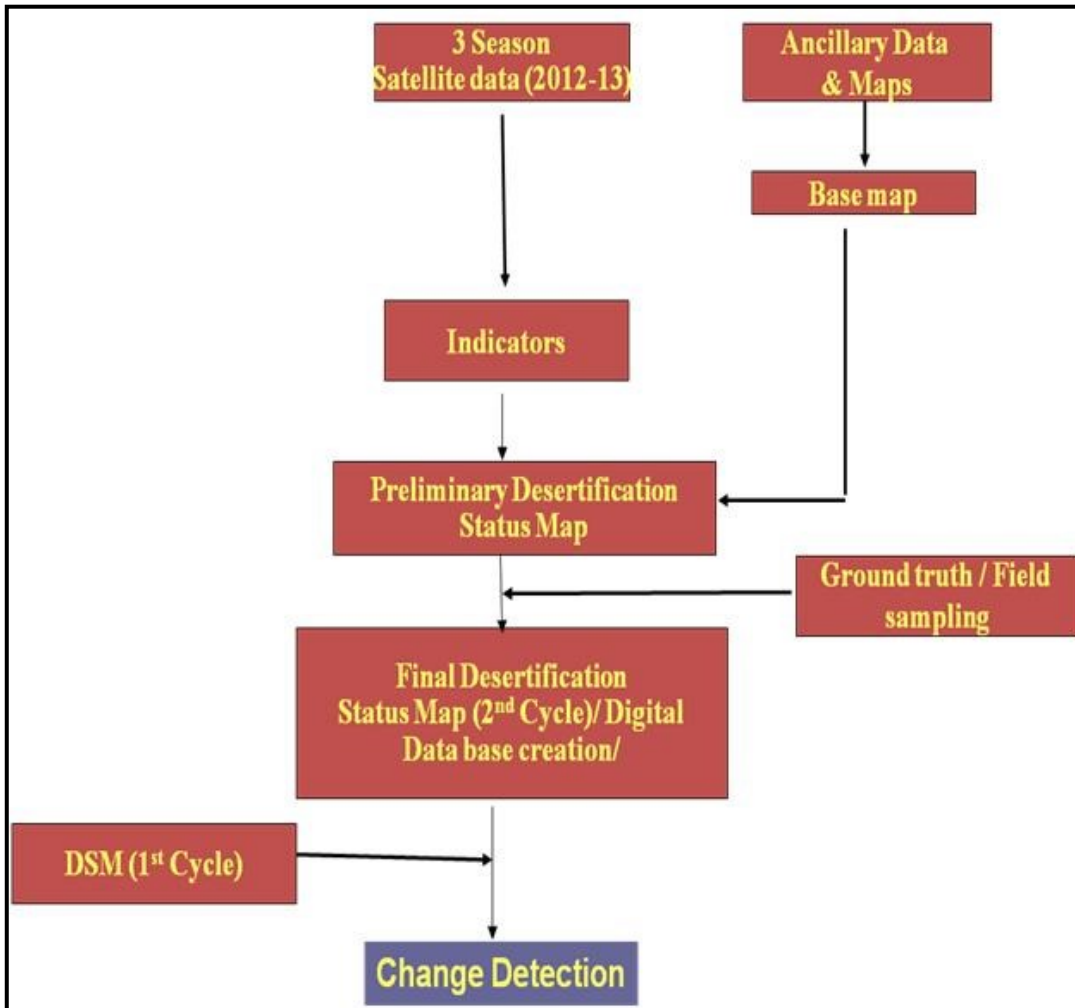 3 Season
Satellite data (2012-13)
Ancillary Data
& Maps
Base map
Indicators
Preliminary Desertification
Status Map
Ground truth / Field
sampling
Final Desertification
Status Map (2nd Cycle)/ Digital
Data base creation/
DSM (1st Cycle)
Change Detection